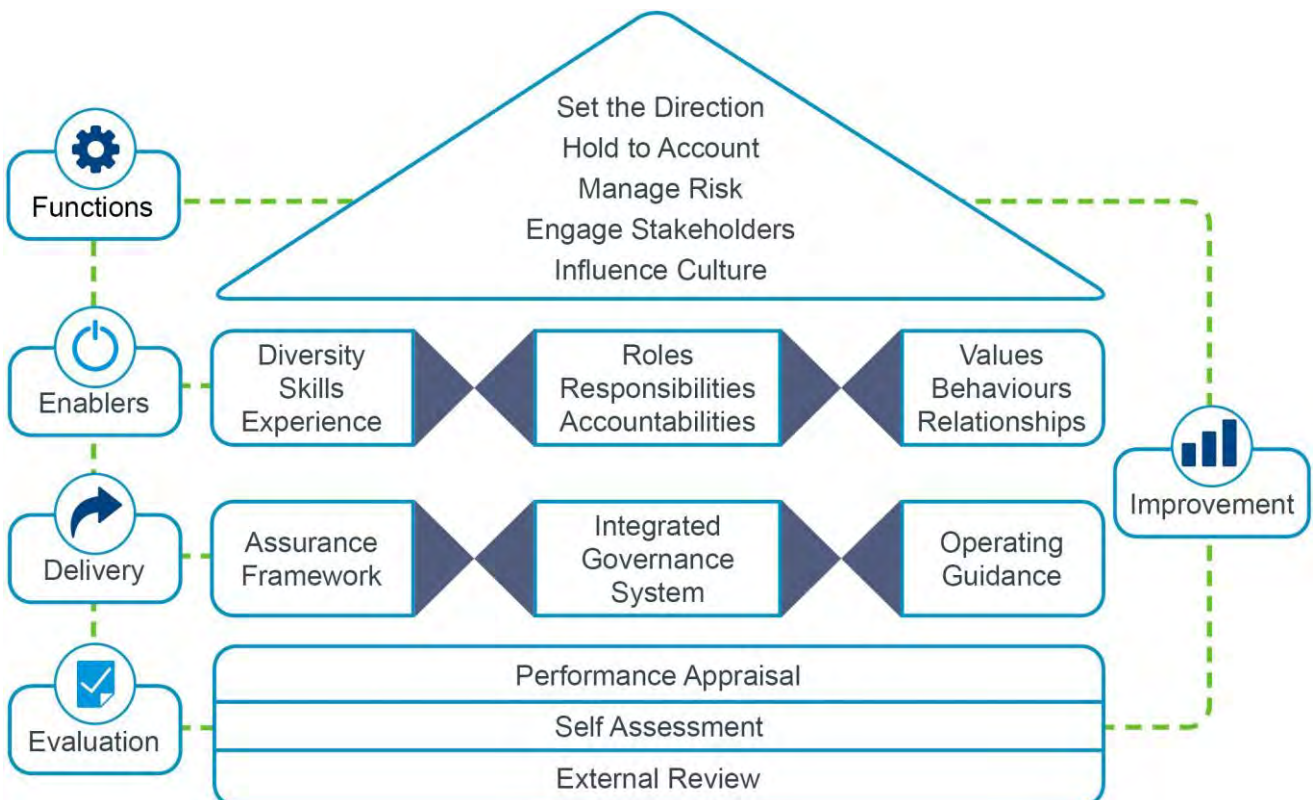 Functions
Set the Direction
Hold to Account
Manage Risk
Engage Stakeholders
Influence Culture
Enablers
Diversity
Skills
Experience
Roles
Responsibilities
Accountabilities
Values
Behaviours
Relationships
Delivery
Assurance
Framework
Integrated
Governance
System
Operating
Guidance
Improvement
Evaluation
Performance Appraisal
Self Assessment
External Review